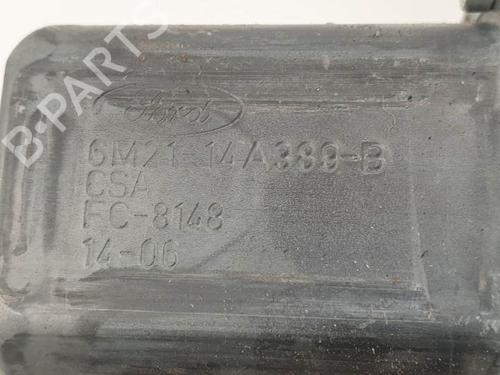 Ford
6M21-14A389-B
CSA
FC-8148
14-06
B-PARTS